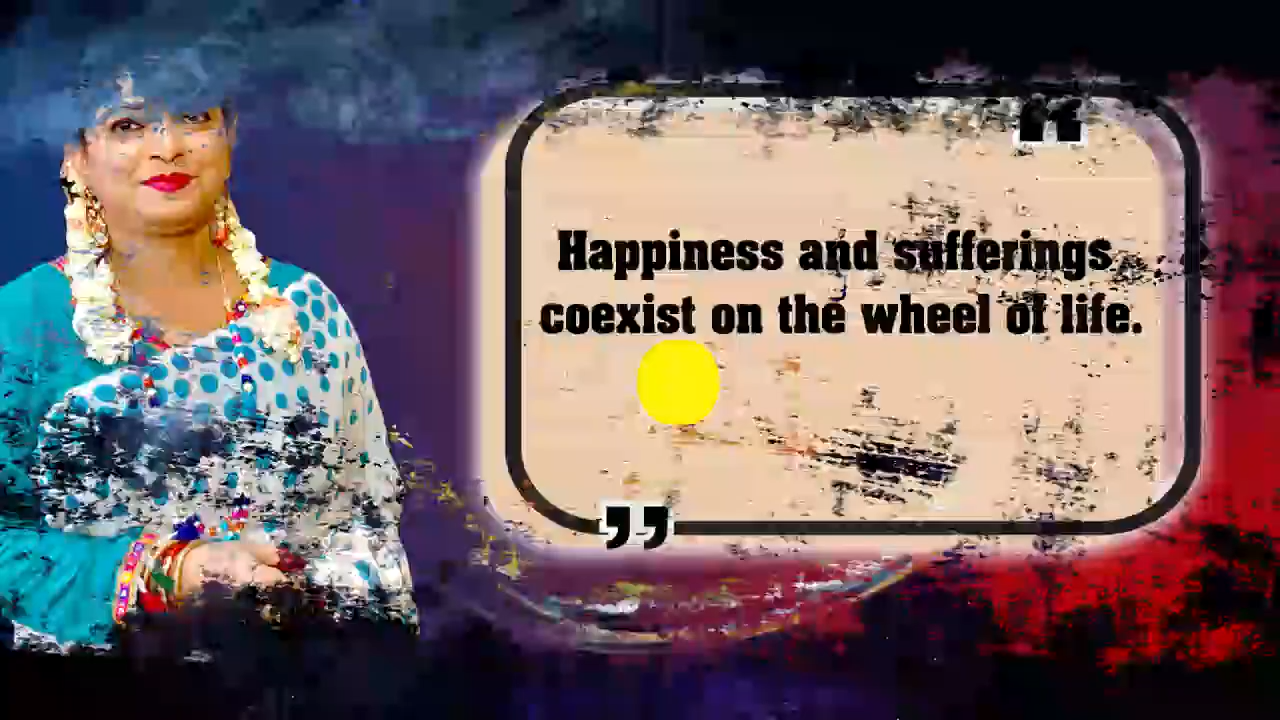 Happiness and sufferings
coexist on the wheel of life.